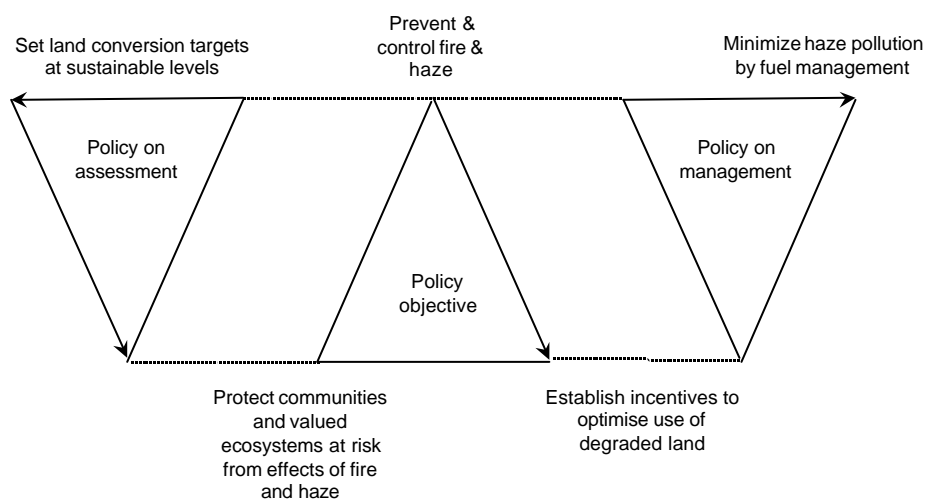 Set land conversion targets
at sustainable levels
Prevent &
control fire &
haze
Minimize haze pollution
by fuel management
Policy on
assessment
Policy on
management
Policy
objective
Protect communities
and valued
ecosystems at risk
from effects of fire
and haze
Establish incentives to
optimise use of
degraded land